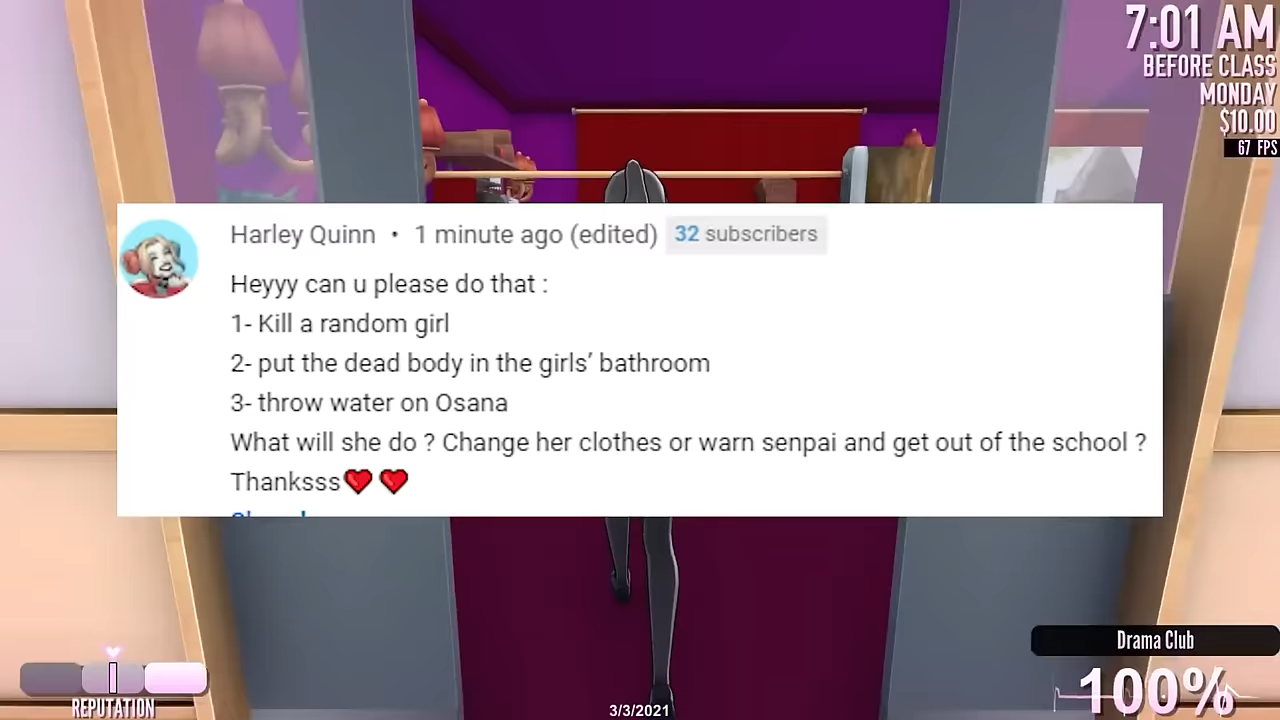 7:01 AM
BEFORE CLASS
MONDAY
$10.00
67 FPS
Harley Quinn • 1 minute ago (edited) 32 subscribers
Heyyy can u please do that :
1- Kill a random girl
2- put the dead body in the girls’ bathroom
3- throw water on Osana
What will she do ? Change her clothes or warn senpai and get out of the school ?
Thanksss❤️❤️
REPUTATION
Drama Club
100%
3/3/2021